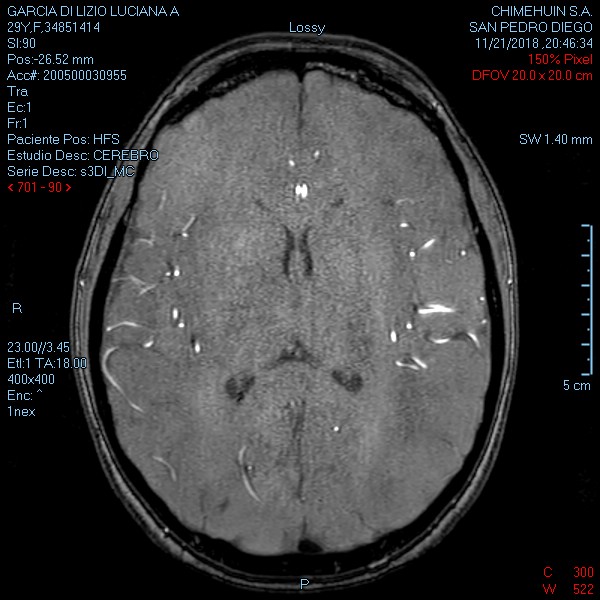 GARCIA DI LIZIO LUCIANA A
29Y,F,34851414
Sl:90
Pos:-26.52 mm
Acc#: 200500030955
Tra
Ec:1
Fr:1
Paciente Pos: HFS
Estudio Desc: CEREBRO
Serie Desc: s3DI_MC
< 701 - 90 >
Lossy
CHIMEHUIN S.A.
SAN PEDRO DIEGO
11/21/2018 ,20:46:34
150% Pixel
DFOV 20.0 x 20.0 cm
SW 1.40 mm
R
23.00//3.45
Etl:1 TA:18.00
400x400
Enc: ^
1nex
5 cm
P
C 300
W 522